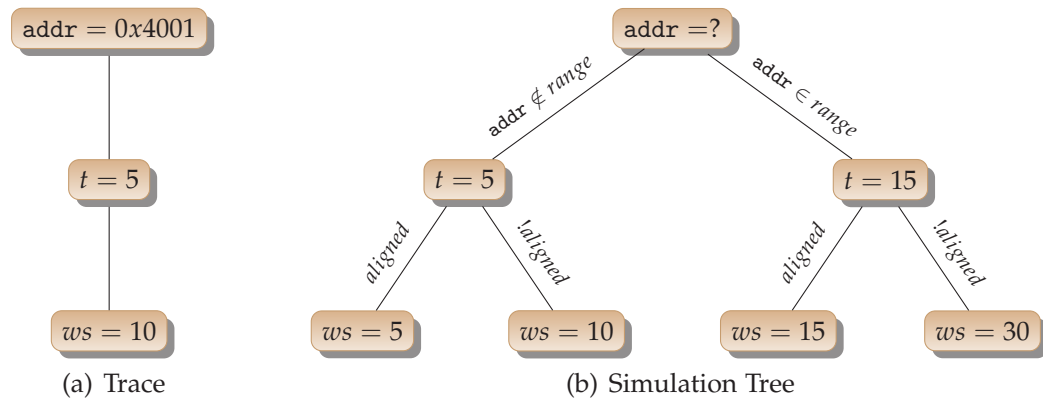 addr = 0x4001
t = 5
ws = 10
(a) Trace
addr =?
addr ∉ range
addr ∈ range
t = 5
t = 15
aligned
!aligned
aligned
!aligned
ws = 5
ws = 10
ws = 15
ws = 30
(b) Simulation Tree